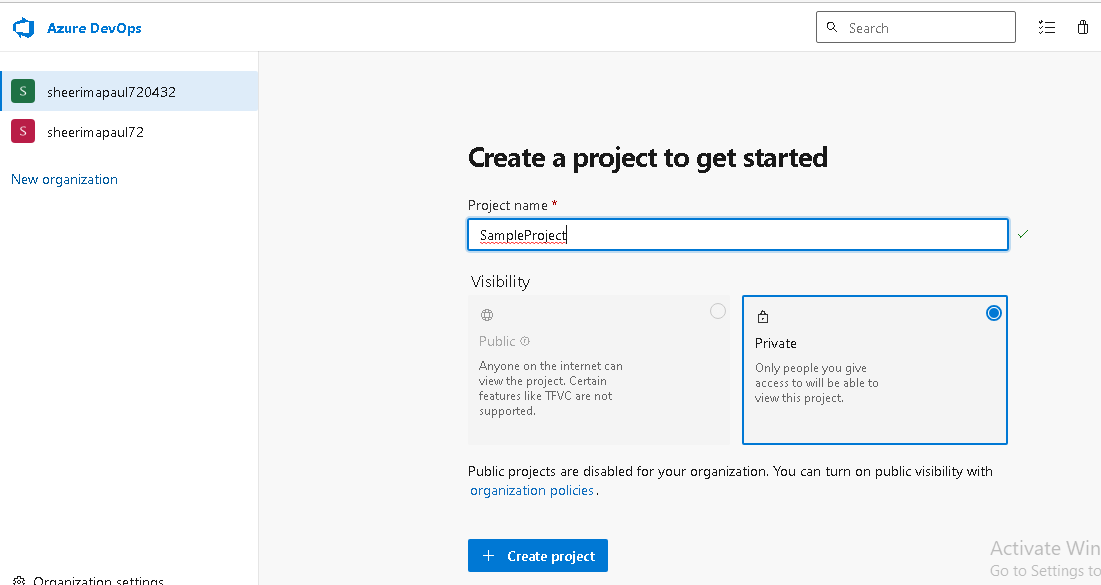 Azure DevOps
Search
S
sheerimapaul720432
S
sheerimapaul72
New organization
Create a project to get started
Project name *
SampleProject
Visibility
Public
Anyone on the internet can
view the project. Certain
features like TFVC are not
supported.
Private
Only people you give
access to will be able to
view this project.
Public projects are disabled for your organization. You can turn on public visibility with
organization policies.
+ Create project
Organization settings
Activate Win
Go to Settings to